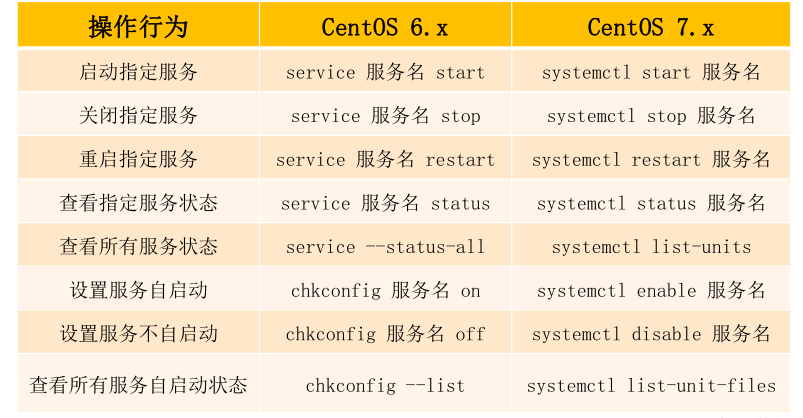 操作行为 CentOS 6.x CentOS 7.x
启动指定服务 service 服务名 start systemctl start 服务名
关闭指定服务 service 服务名 stop systemctl stop 服务名
重启指定服务 service 服务名 restart systemctl restart 服务名
查看指定服务状态 service 服务名 status systemctl status 服务名
查看所有服务状态 service --status-all systemctl list-units
设置服务自启动 chkconfig 服务名 on systemctl enable 服务名
设置服务不自启动 chkconfig 服务名 off systemctl disable 服务名
查看所有服务自启动状态 chkconfig --list systemctl list-unit-files